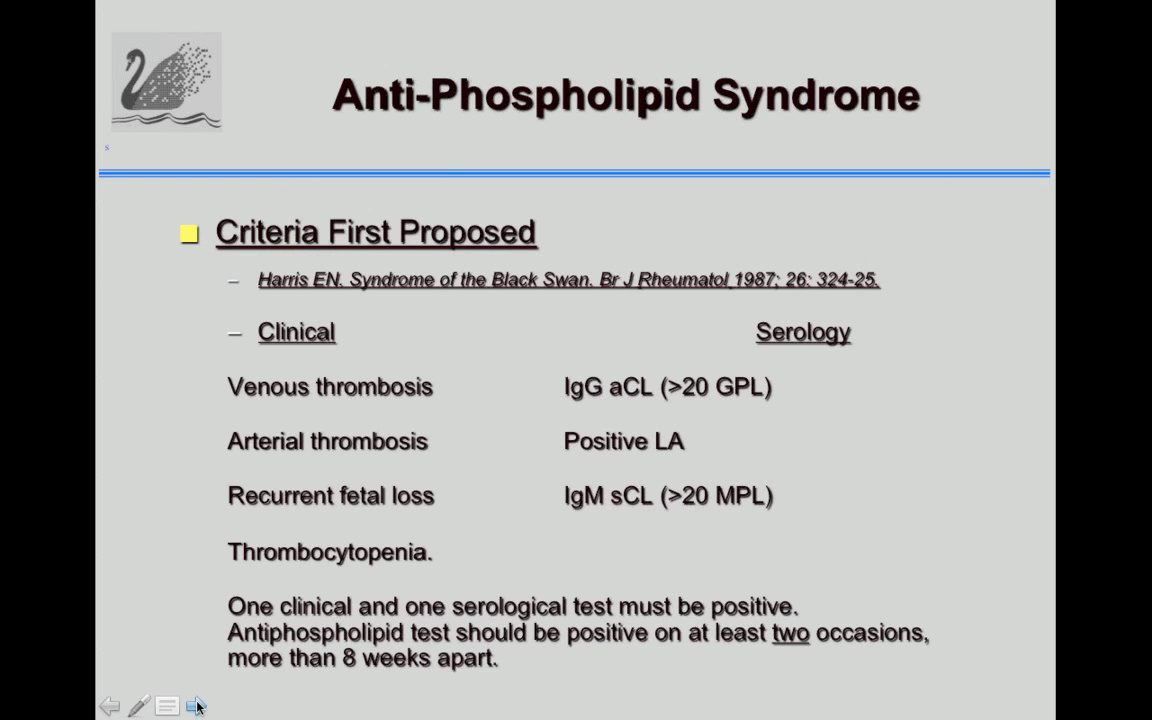 Anti-Phospholipid Syndrome
Criteria First Proposed
– Harris EN. Syndrome of the Black Swan. Br J Rheumatol 1987; 26: 324-25.
– Clinical Serology
Venous thrombosis IgG aCL (>20 GPL)
Arterial thrombosis Positive LA
Recurrent fetal loss IgM sCL (>20 MPL)
Thrombocytopenia.
One clinical and one serological test must be positive.
Antiphospholipid test should be positive on at least two occasions,
more than 8 weeks apart.